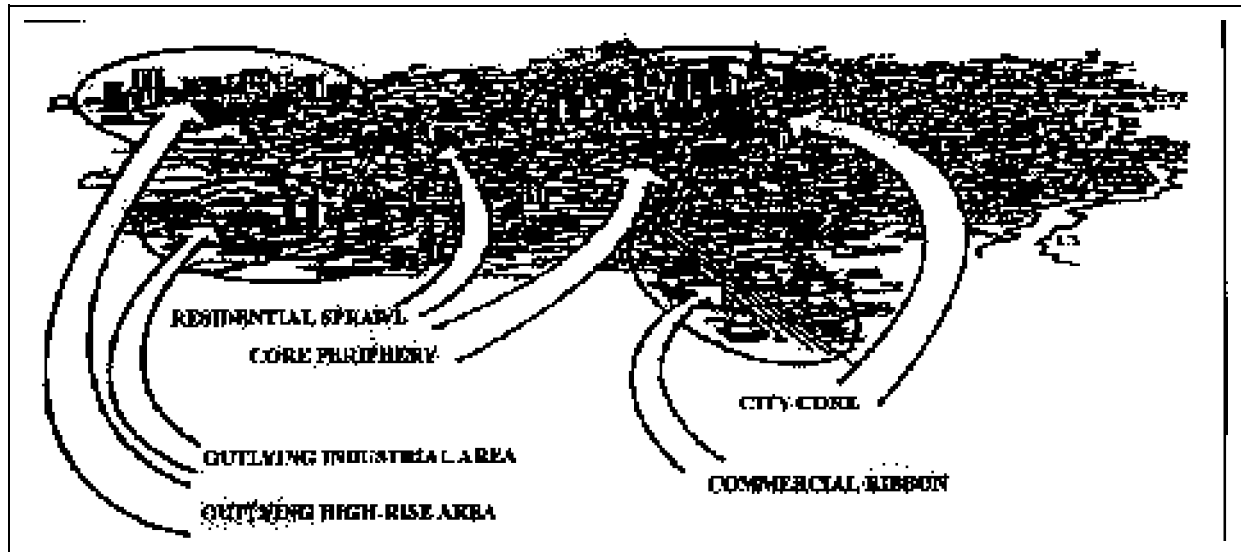 RESIDENTIAL SPRAWL
CORE PERIPHERY
CITY CORE
OUTLYING INDUSTRIAL AREA
COMMERCIAL RIBBON
OUTLYING HIGH-RISE AREA